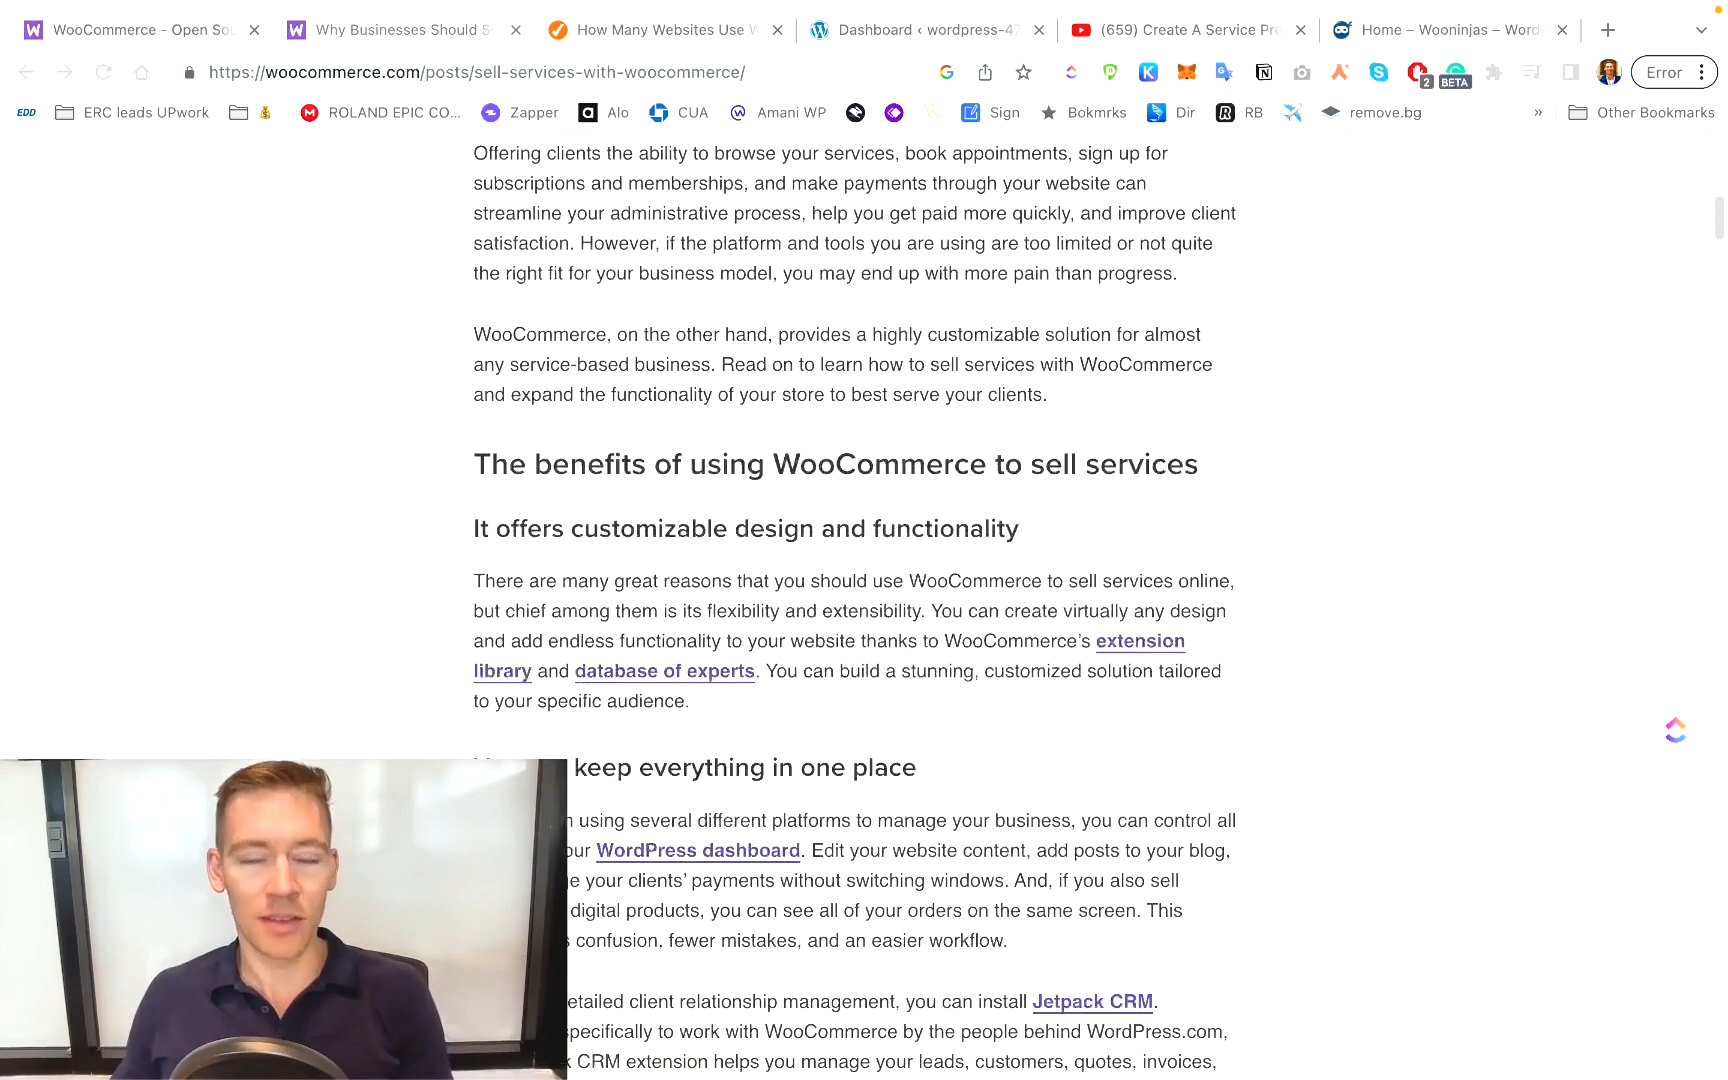 WooCommerce - Open Sou
Why Businesses Should S
How Many Websites Use W
Dashboard ‹ wordpress-47
(659) Create A Service Pro
Home – Wooninjas – Word
https://woocommerce.com/posts/sell-services-with-woocommerce/
2
BETA
Error
EDD
ERC leads UPwork
ROLAND EPIC CO...
Zapper
Alo
CUA
Amani WP
Sign
Bokmrks
Dir
RB
remove.bg
»
Other Bookmarks
Offering clients the ability to browse your services, book appointments, sign up for
subscriptions and memberships, and make payments through your website can
streamline your administrative process, help you get paid more quickly, and improve client
satisfaction. However, if the platform and tools you are using are too limited or not quite
the right fit for your business model, you may end up with more pain than progress.
WooCommerce, on the other hand, provides a highly customizable solution for almost
any service-based business. Read on to learn how to sell services with WooCommerce
and expand the functionality of your store to best serve your clients.
The benefits of using WooCommerce to sell services
It offers customizable design and functionality
There are many great reasons that you should use WooCommerce to sell services online,
but chief among them is its flexibility and extensibility. You can create virtually any design
and add endless functionality to your website thanks to WooCommerce’s extension
library and database of experts. You can build a stunning, customized solution tailored
to your specific audience.
keep everything in one place
using several different platforms to manage your business, you can control all
our WordPress dashboard. Edit your website content, add posts to your blog,
e your clients’ payments without switching windows. And, if you also sell
digital products, you can see all of your orders on the same screen. This
confusion, fewer mistakes, and an easier workflow.
etailed client relationship management, you can install Jetpack CRM.
specifically to work with WooCommerce by the people behind WordPress.com,
CRM extension helps you manage your leads, customers, quotes, invoices,